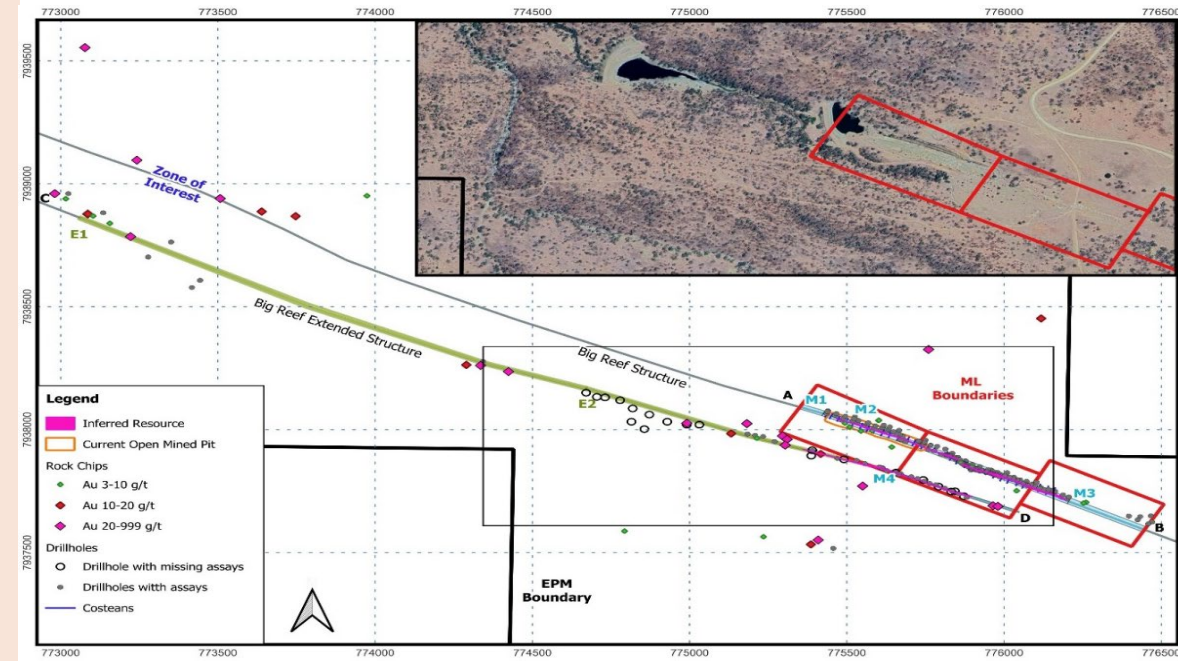 773000 773500 774000 774500 775000 775500 776000 776500
7939500
7939000
7938500
7938000
7937500
Zone of
Interest
C
E1
Big Reef Extended Structure
Big Reef Structure
E2
A
M1
M2
ML
Boundaries
M4
M3
D
B
EPM
Boundary
Legend
Inferred Resource
Current Open Mined Pit
Rock Chips
Au 3-10 g/t
Au 10-20 g/t
Au 20-999 g/t
Drillholes
Drillhole with missing assays
Drillholes witth assays
Costeans
773000 773500 774000 774500 775000 775500 776000 776500